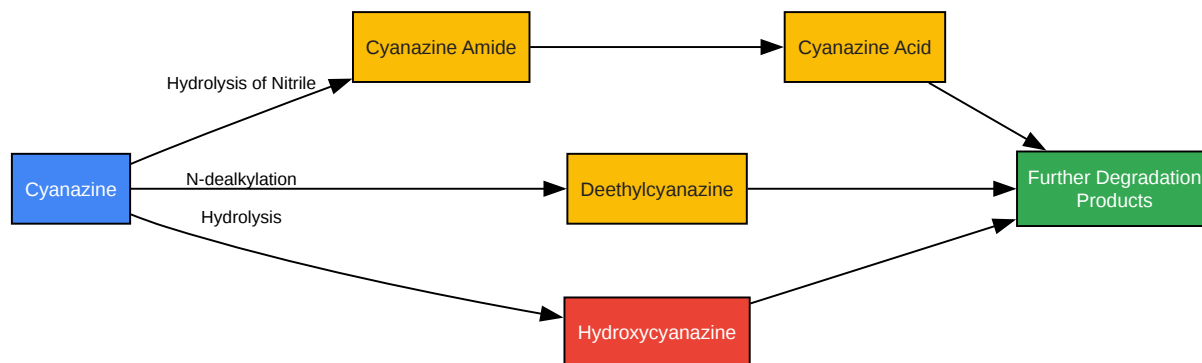 Cyanazine Amide
Cyanazine Acid
Hydrolysis of Nitrile
Cyanazine
N-dealkylation
Deethylcyanazine
Further Degradation
Products
Hydrolysis
Hydroxycyanazine